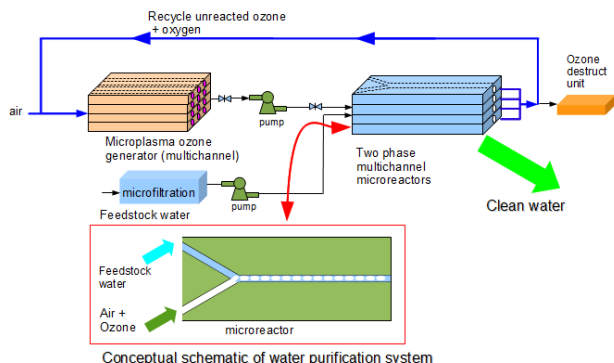 Recycle unreacted ozone
+ oxygen
Ozone
destruct
unit
air
pump
Microplasma ozone
generator (multichannel)
Two phase
multichannel
microreactors
microfiltration
Feedstock water
pump
Clean water
Feedstock
water
Air +
Ozone
microreactor
Conceptual schematic of water purification system